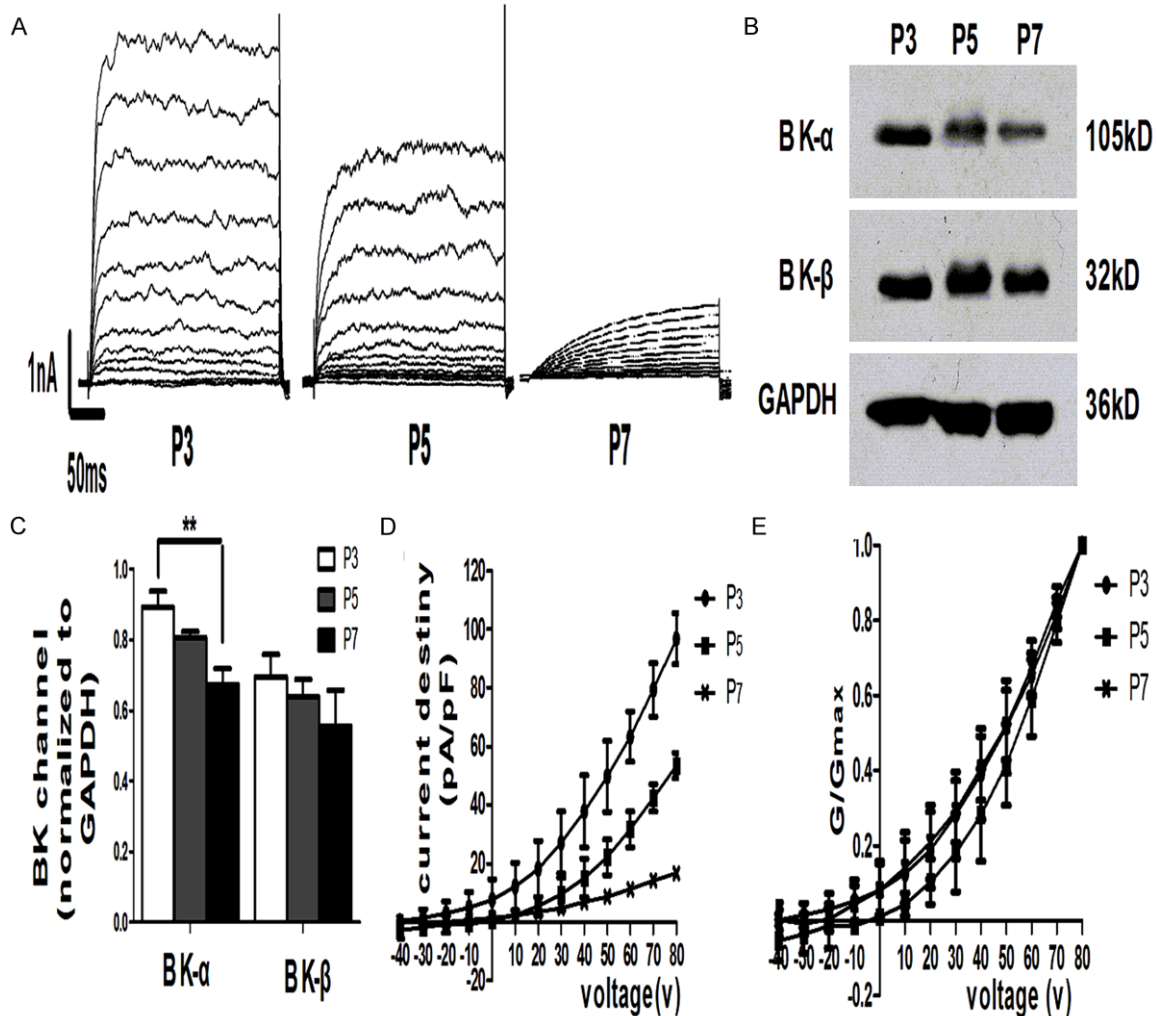 A
1nA
50ms
P3
P5
P7
B
P3 P5 P7
BK-α 105kD
BK-β 32kD
GAPDH 36kD
C
**
P3
P5
P7
BK channel
(normalized to
GAPDH)
1.0
0.8
0.6
0.4
0.2
0.0
BK-α
BK-β
D
current destiny
(pA/pF)
120
100
80
60
40
20
-20
-40 -30 -20 -10 10 20 30 40 50 60 70 80
voltage(v)
P3
P5
P7
E
G/Gmax
1.0
0.8
0.6
0.4
0.2
-0.2
-40 -30 -20 -10 10 20 30 40 50 60 70 80
voltage (v)
P3
P5
P7